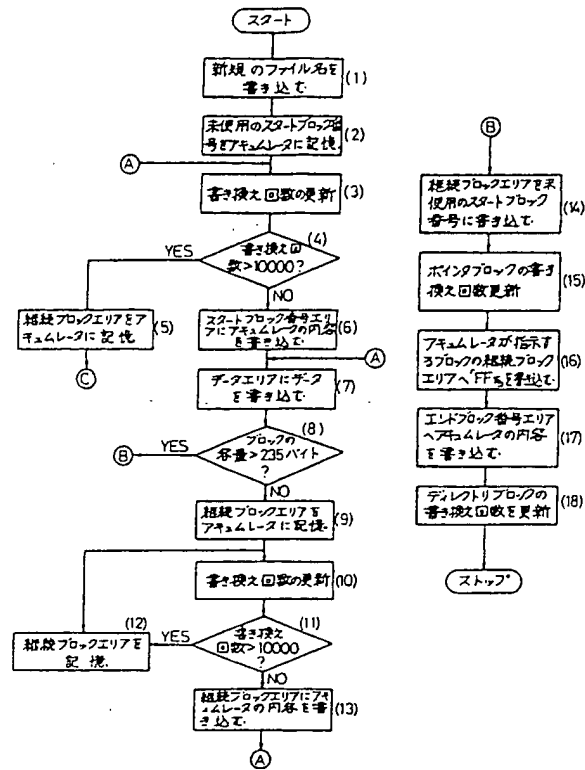 スタート
新規のファイル名を
書き込む.
(1)
未使用のスタートブロック番
号をアキュムレータに記憶.
(2)
A
書き換え回数の更新
(3)
(4)
書き換え回
数>10000?
YES
NO
継続ブロックエリアをア
キュムレータに記憶
(5)
C
スタートブロック番号エリ
アにアキュムレータの内容
を書き込む.
(6)
A
データエリアにデータ
を書き込む.
(7)
(8)
ブロックの
容量>235バイト
?
YES
B
NO
継続ブロックエリアを
アキュムレータに記憶.
(9)
書き換え回数の更新
(10)
(11)
書き換え
回数>10000
?
YES
(12)
継続ブロックエリアを
記憶.
NO
継続ブロックエリアにアキ
ュムレータの内容を書
き込む.
(13)
A
B
継続ブロックエリアを未
使用のスタートブロック
番号に書き込む.
(14)
ポインタブロックの書き
換え回数更新
(15)
アキュムレータが指示す
るブロックの継続ブロック
エリアへ"FF"を書き込む.
(16)
エンドブロック番号エリア
へアキュムレータの内容
を書き込む.
(17)
ディレクトリブロックの
書き換え回数を更新
(18)
ストップ